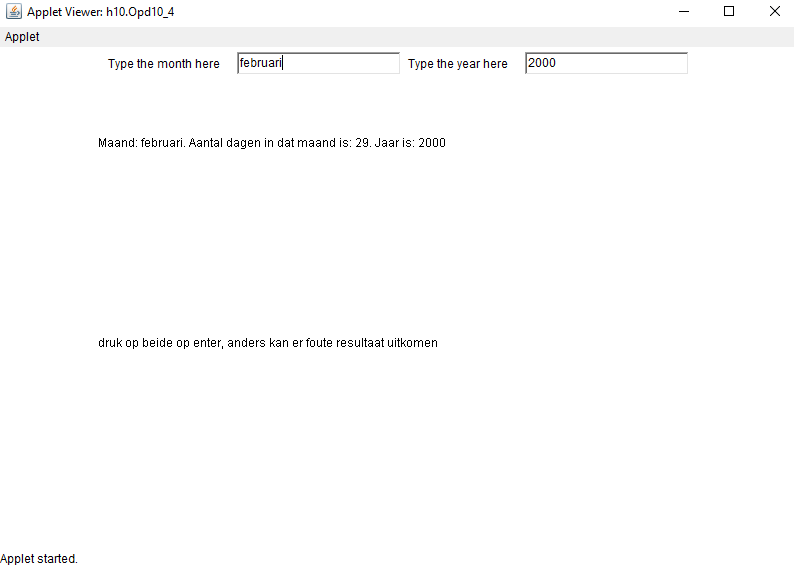 Applet Viewer: h10.Opd10_4
Applet
Type the month here februari Type the year here 2000
Maand: februari. Aantal dagen in dat maand is: 29. Jaar is: 2000
druk op beide op enter, anders kan er foute resultaat uitkomen
Applet started.